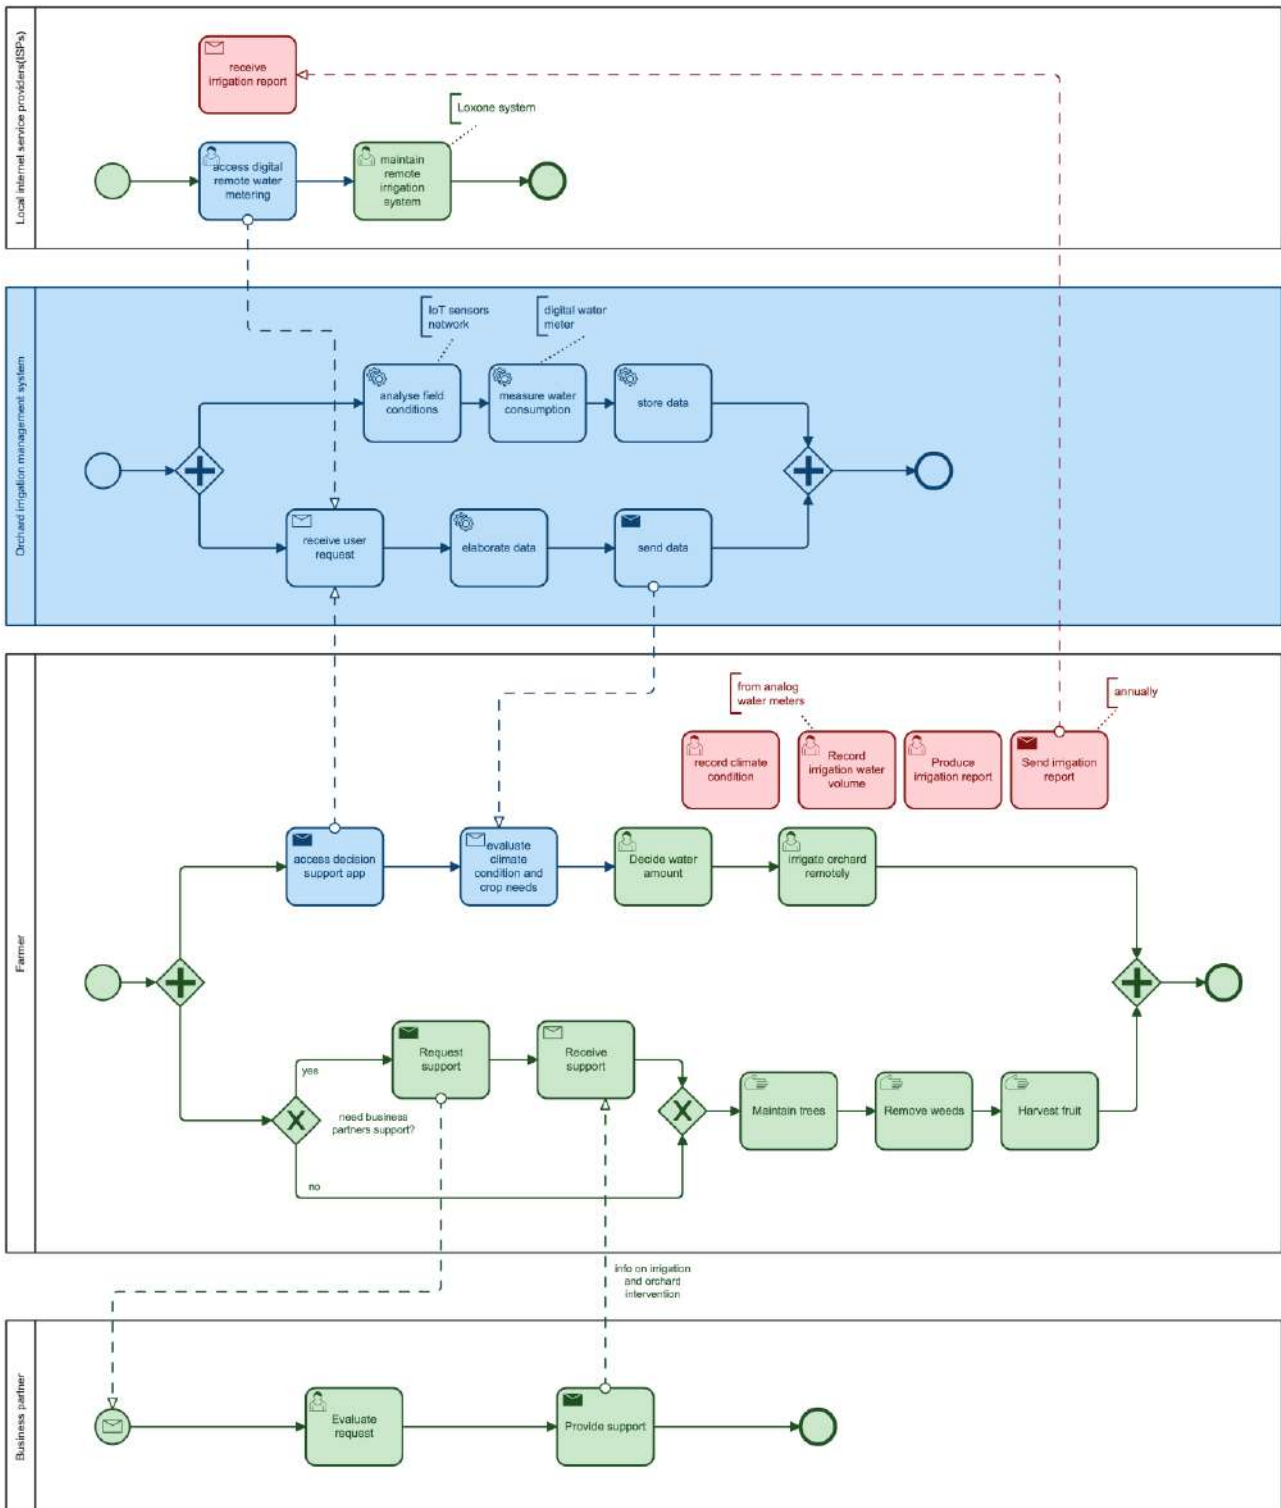 Local internet service providers(ISPs)
receive
irrigation report
Loxone system
access digital
remote water
metering
maintain
remote
irrigation
system
Orchard irrigation management system
IoT sensors
network
digital water
meter
analyse field
conditions
measure water
consumption
store data
receive user
request
elaborate data
send data
Farmer
from analog
water meters
annually
record climate
condition
Record
irrigation water
volume
Produce
irrigation report
Send irrigation
report
access decision
support app
evaluate
climate
condition and
crop needs
Decide water
amount
irrigate orchard
remotely
yes
Request
support
Receive
support
need business
partners support?
no
Maintain trees
Remove weeds
Harvest fruit
info on irrigation
and orchard
intervention
Business partner
Evaluate
request
Provide support